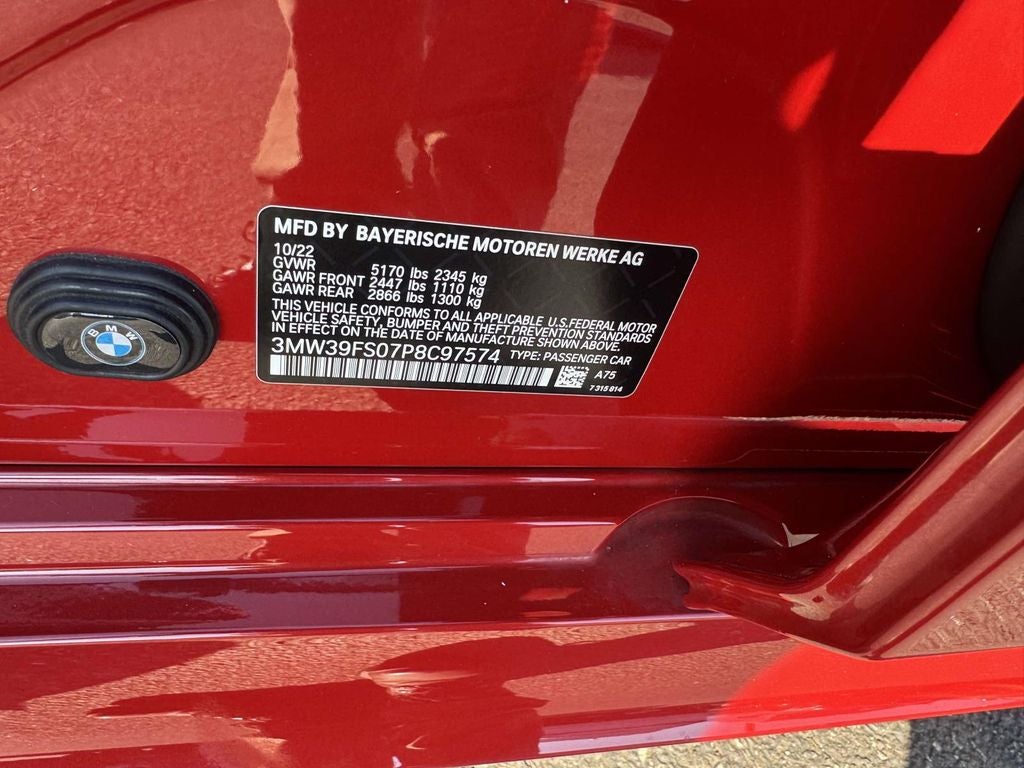 MFD BY BAYERISCHE MOTOREN WERKE AG
10/22
GVWR 5170 lbs 2345 kg
GAWR FRONT 2447 lbs 1110 kg
GAWR REAR 2866 lbs 1300 kg
THIS VEHICLE CONFORMS TO ALL APPLICABLE U.S.FEDERAL MOTOR
VEHICLE SAFETY, BUMPER AND THEFT PREVENTION STANDARDS
IN EFFECT ON THE DATE OF MANUFACTURE SHOWN ABOVE.
3MW39FS07P8C97574 TYPE: PASSENGER CAR
A75
7 315 814
BMW